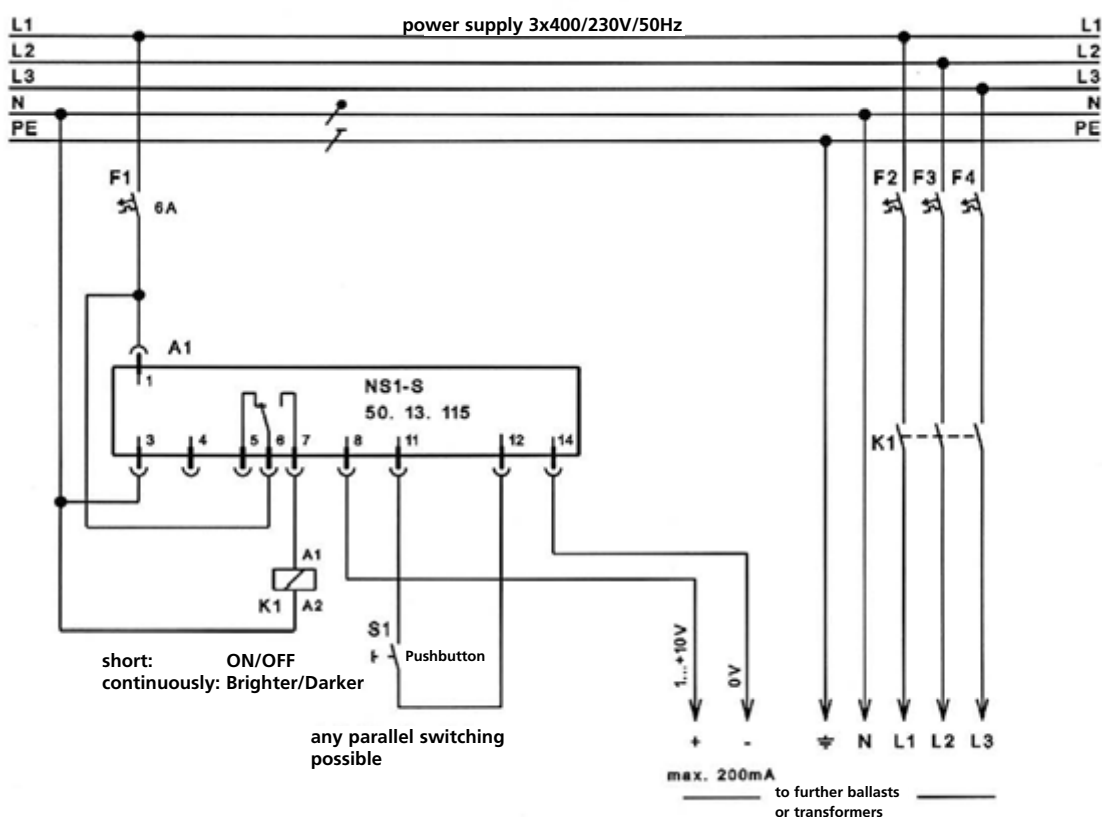 power supply 3x400/230V/50Hz
L1 L1
L2 L2
L3 L3
N N
PE PE
F1 F2 F3 F4
6A
A1
1
NS1-S
50. 13. 115
3 4 5 6 7 8 11 12 14
K1
A1
K1 A2
S1
Pushbutton
1...+10V
0V
short: ON/OFF
continuously: Brighter/Darker
any parallel switching
possible
+ - N L1 L2 L3
max. 200mA
to further ballasts
or transformers